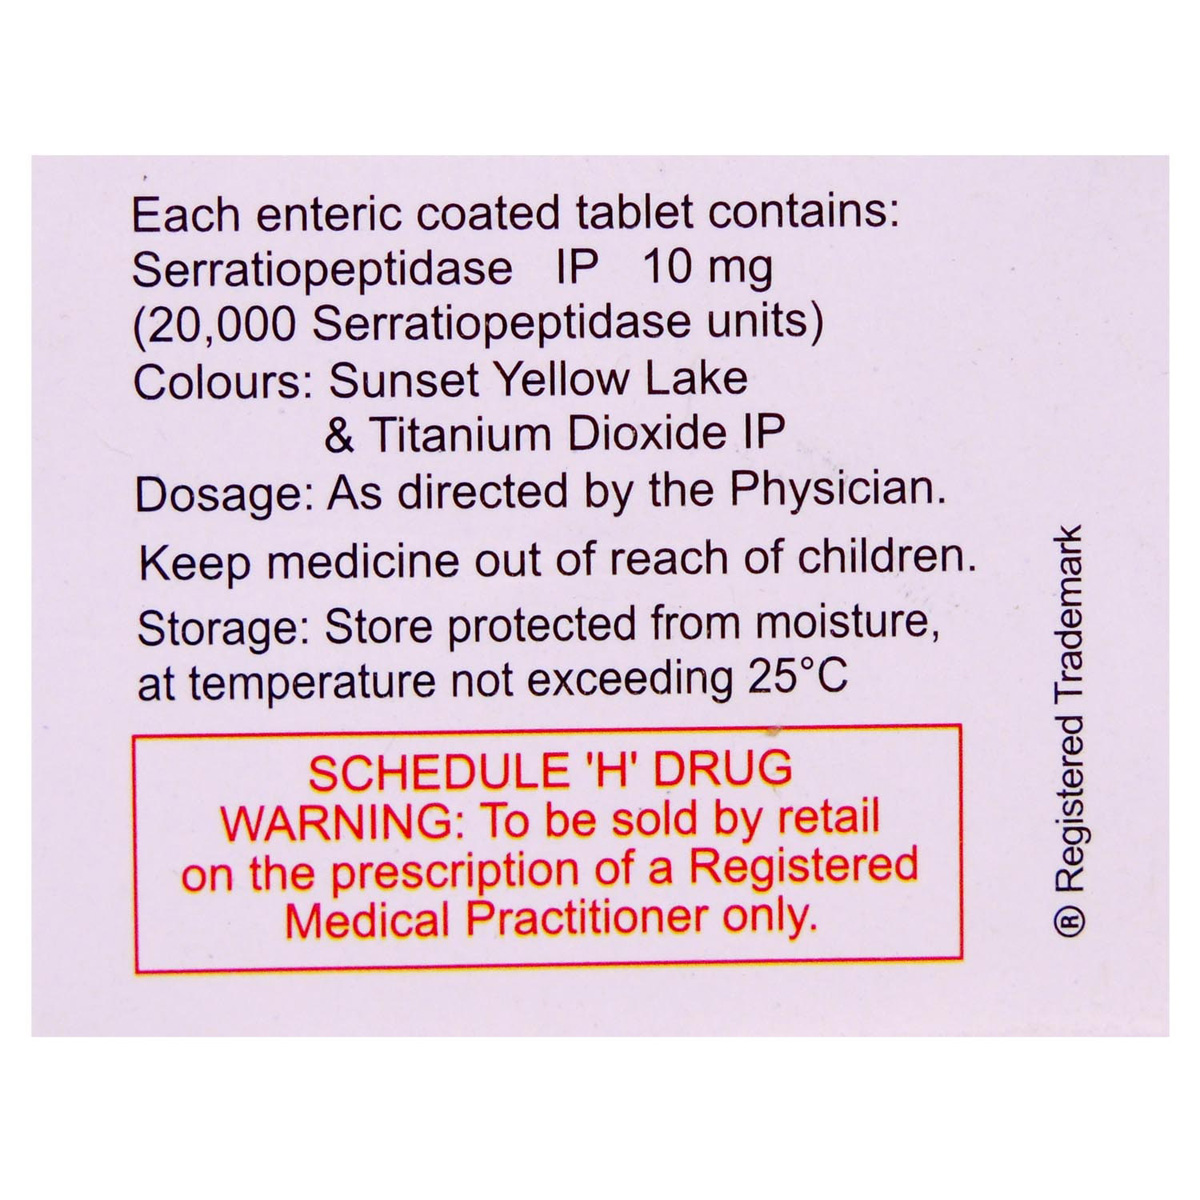 Each enteric coated tablet contains:
Serratiopeptidase IP 10 mg
(20,000 Serratiopeptidase units)
Colours: Sunset Yellow Lake
& Titanium Dioxide IP
Dosage: As directed by the Physician.
Keep medicine out of reach of children.
Storage: Store protected from moisture,
at temperature not exceeding 25°C
SCHEDULE 'H' DRUG
WARNING: To be sold by retail
on the prescription of a Registered
Medical Practitioner only.
® Registered Trademark